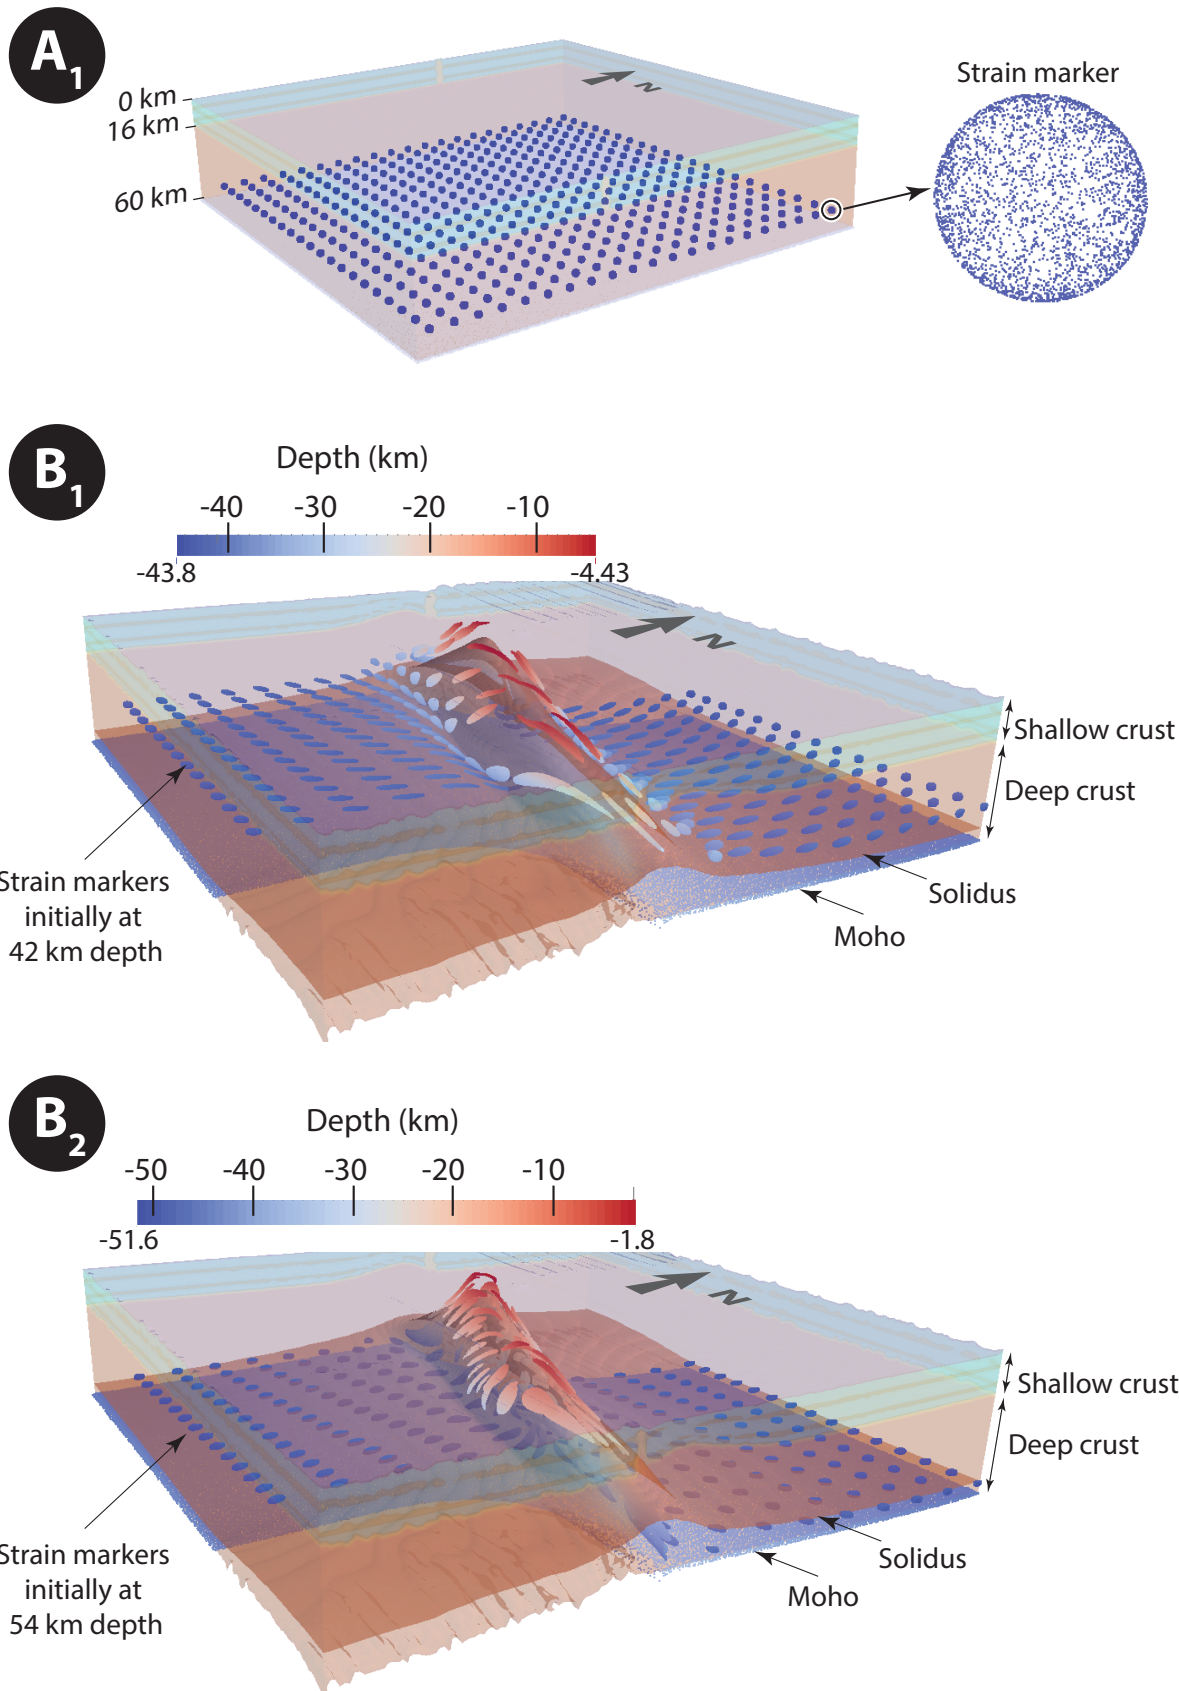 A1
0 km
16 km
60 km
N
Strain marker
B1
Depth (km)
-40 -30 -20 -10
-43.8 -4.43
N
Shallow crust
Deep crust
Solidus
Moho
Strain markers
initially at
42 km depth
B2
Depth (km)
-50 -40 -30 -20 -10
-51.6 -1.8
N
Shallow crust
Deep crust
Solidus
Moho
Strain markers
initially at
54 km depth